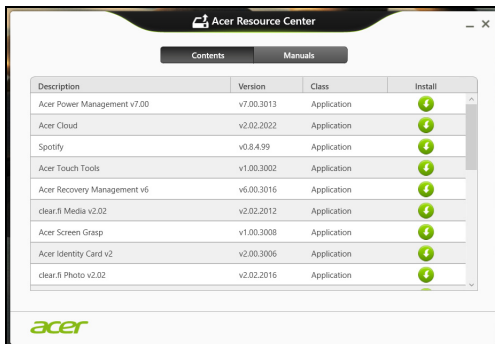 Acer Resource Center
Contents Manuals
Description Version Class Install
Acer Power Management v7.00 v7.00.3013 Application
Acer Cloud v2.02.2022 Application
Spotify v0.8.4.99 Application
Acer Touch Tools v1.00.3002 Application
Acer Recovery Management v6 v6.00.3016 Application
clear.fi Media v2.02 v2.02.2012 Application
Acer Screen Grasp v1.00.3008 Application
Acer Identity Card v2 v2.00.3006 Application
clear.fi Photo v2.02 v2.02.2016 Application
acer